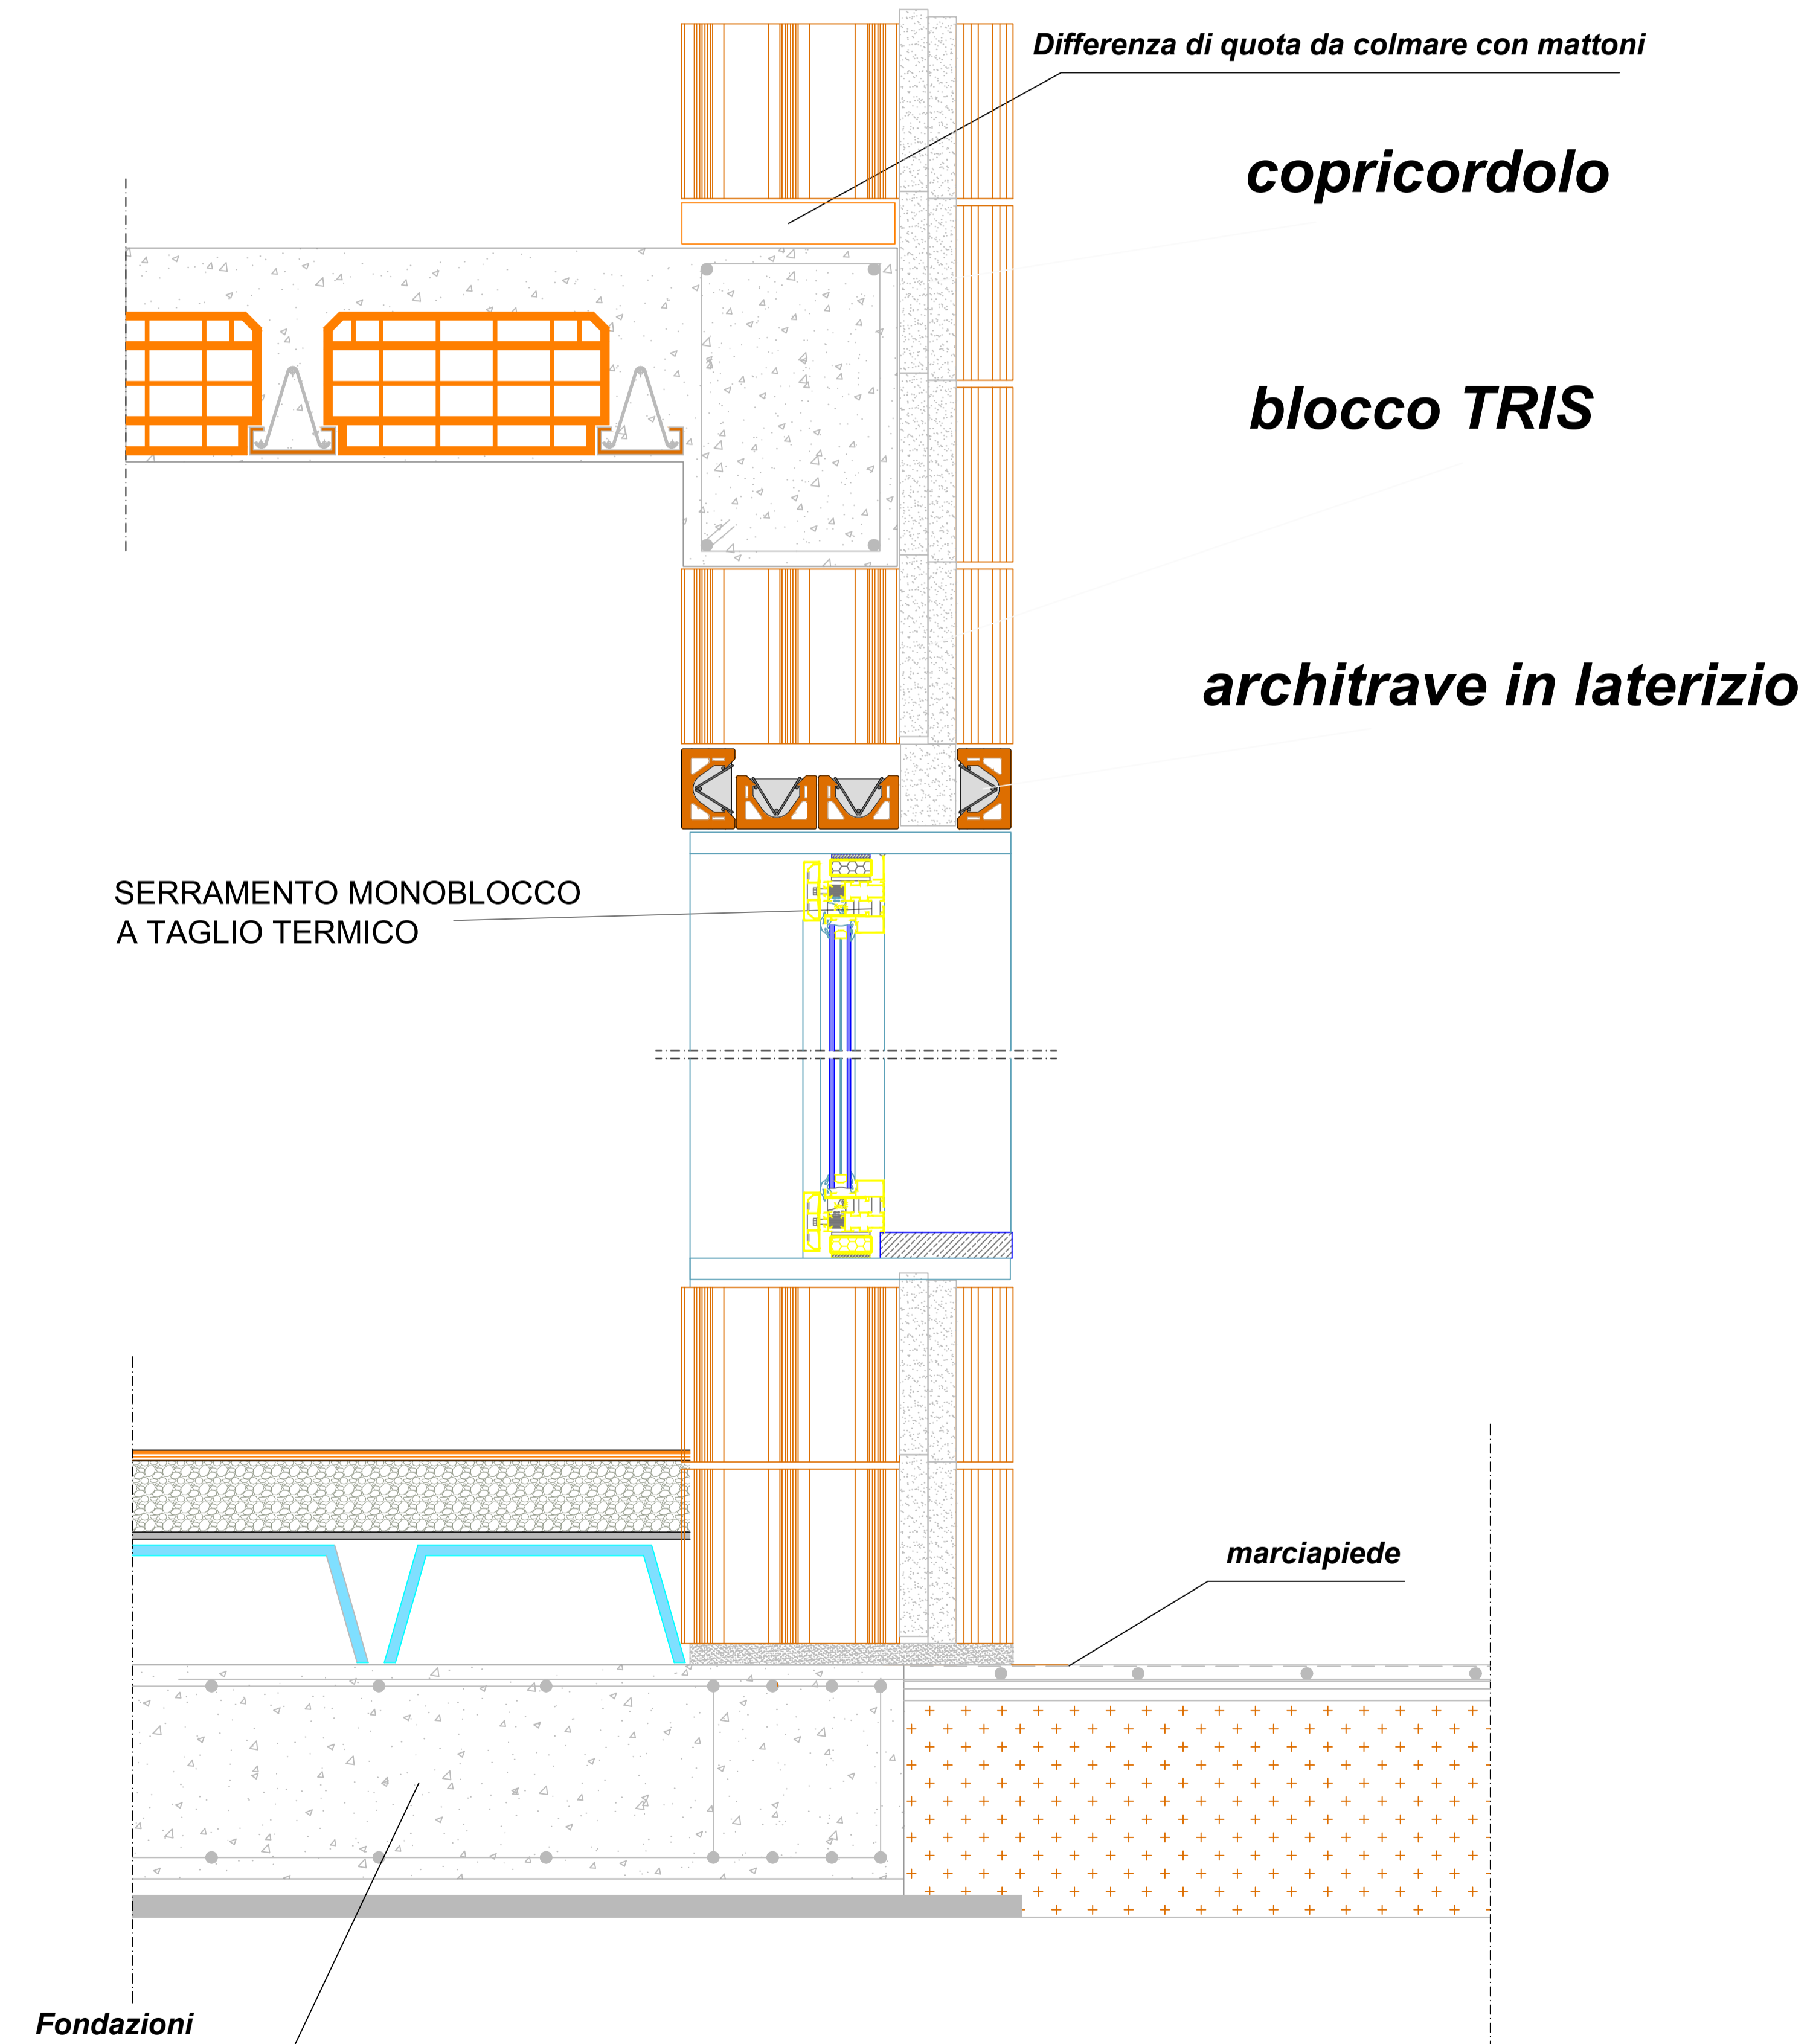 Differenza di quota da colmare con mattoni
copricordolo
blocco TRIS
architrave in laterizio
SERRAMENTO MONOBLOCCO
A TAGLIO TERMICO
marciapiede
Fondazioni